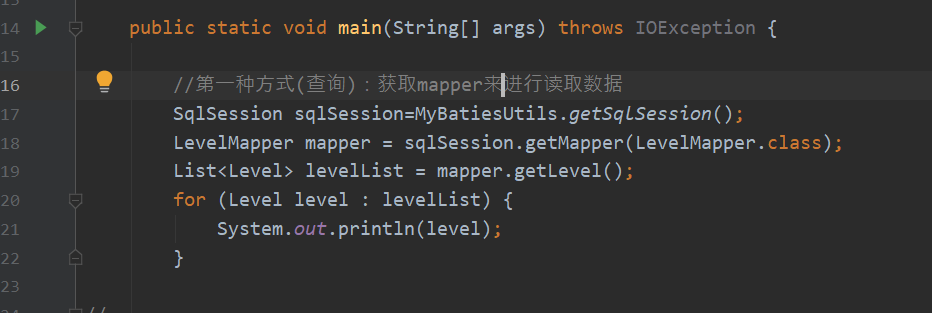 14 public static void main(String[] args) throws IOException {
15
16 //第一种方式(查询)：获取mapper来进行读取数据
17 SqlSession sqlSession=MyBatiesUtils.getSqlSession();
18 LevelMapper mapper = sqlSession.getMapper(LevelMapper.class);
19 List<Level> levelList = mapper.getLevel();
20 for (Level level : levelList) {
21 System.out.println(level);
22 }
23
//